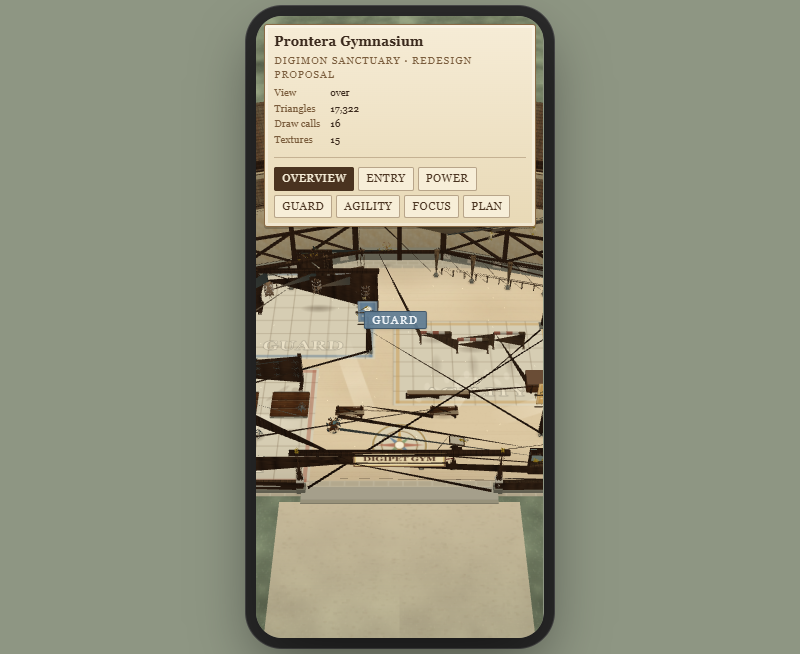 Prontera Gymnasium
DIGIMON SANCTUARY · REDESIGN
PROPOSAL
View over
Triangles 17,322
Draw calls 16
Textures 15
OVERVIEW ENTRY POWER
GUARD AGILITY FOCUS PLAN
GUARD
GUARD
DIGIPET GYM